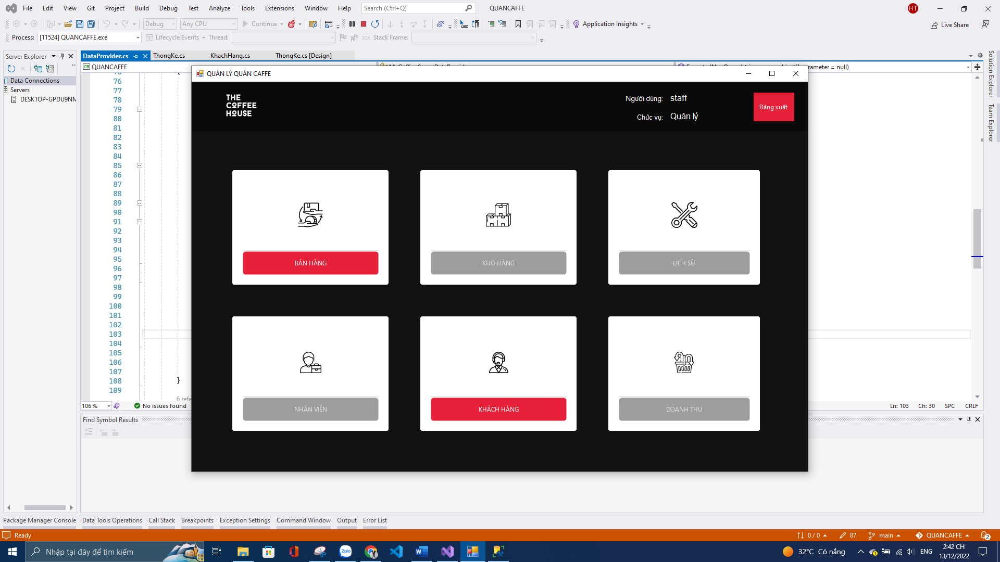 File Edit View Git Project Build Debug Test Analyze Tools Extensions Window Help Search (Ctrl+Q) QUANCAFFE HT
Debug Any CPU Continue Application Insights Live Share
Process: [11524] QUANCAFFE.exe Lifecycle Events Thread: Stack Frame:
Server Explorer
DataProvider.cs ThongKe.cs KhachHang.cs ThongKe.cs [Design]
C# QUANCAFFE
rameter = null)
Data Connections
Servers
DESKTOP-GPDU9NM
Solution Explorer
Team Explorer
76
77
78
79
80
81
82
83
84
85
86
87
88
89
90
91
92
93
94
95
96
97
98
99
100
101
102
103
104
105
106
107
108 }
109
6 refe
QUẢN LÝ QUÁN CAFFE
THE
COFFEE
HOUSE
Người dùng: staff
Chức vụ: Quản lý
Đăng xuất
BÁN HÀNG
KHO HÀNG
LỊCH SỬ
NHÂN VIÊN
KHÁCH HÀNG
DOANH THU
106 % No issues found Ln: 103 Ch: 30 SPC CRLF
Find Symbol Results
Package Manager Console Data Tools Operations Call Stack Breakpoints Exception Settings Command Window Output Error List
Ready 0 / 0 87 main QUANCAFFE 2
Nhập tại đây để tìm kiếm
Zalo
32°C Có nắng
ENG
2:42 CH
13/12/2022